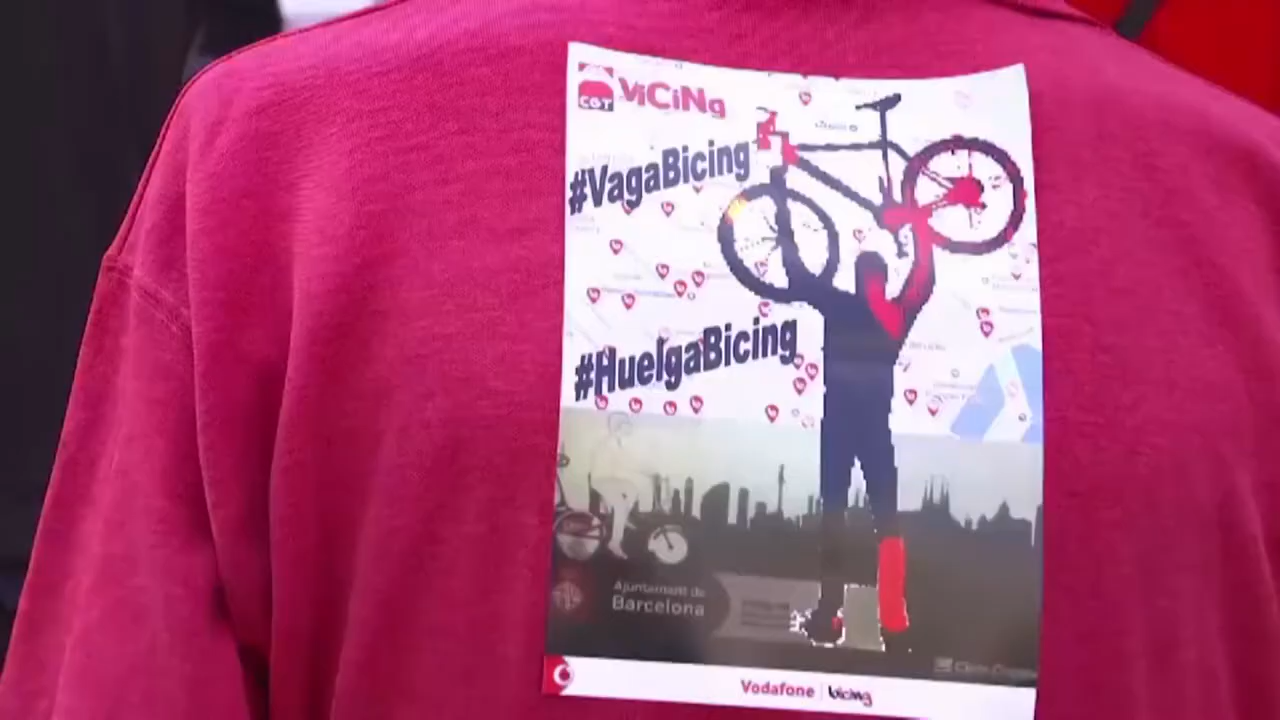 CGT
ViCiNg
#VagaBicing
#HuelgaBicing
Ajuntament de
Barcelona
Vodafone | bicing